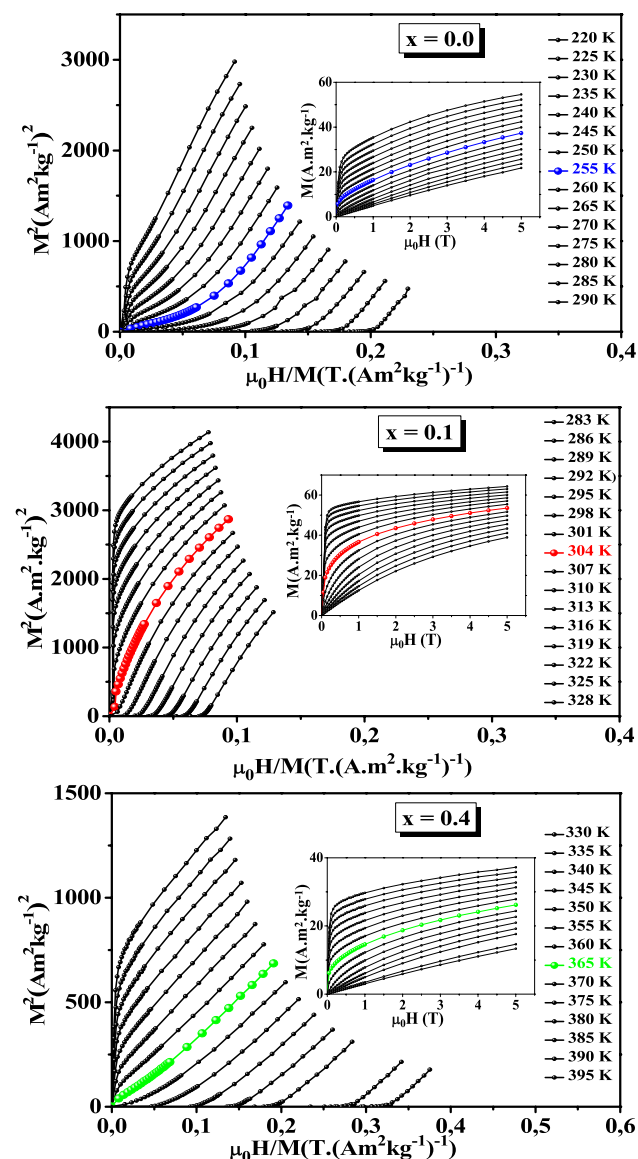 x = 0.0
M²(Am²kg⁻¹)²
3000
2000
1000
0
0,0 0,1 0,2 0,3 0,4
μ₀H/M(T.(Am²kg⁻¹)⁻¹)
220 K
225 K
230 K
235 K
240 K
245 K
250 K
255 K
260 K
265 K
270 K
275 K
280 K
285 K
290 K
M(A.m².kg⁻¹)
60
40
20
0
0 1 2 3 4 5
μ₀H (T)
x = 0.1
M²(A.m².kg⁻¹)²
4000
3000
2000
1000
0
0,0 0,1 0,2 0,3 0,4
μ₀H/M(T.(A.m².kg⁻¹)⁻¹)
283 K
286 K
289 K
292 K)
295 K
298 K
301 K
304 K
307 K
310 K
313 K
316 K
319 K
322 K
325 K
328 K
M(A.m².kg⁻¹)
60
40
20
0
0 1 2 3 4 5
μ₀H (T)
x = 0.4
M²(Am²kg⁻¹)²
1500
1000
500
0
0,0 0,1 0,2 0,3 0,4 0,5 0,6
μ₀H/M(T.(Am²kg⁻¹)⁻¹)
330 K
335 K
340 K
345 K
350 K
355 K
360 K
365 K
370 K
375 K
380 K
385 K
390 K
395 K
M(A.m².kg⁻¹)
40
20
0
0 1 2 3 4 5
μ₀H (T)